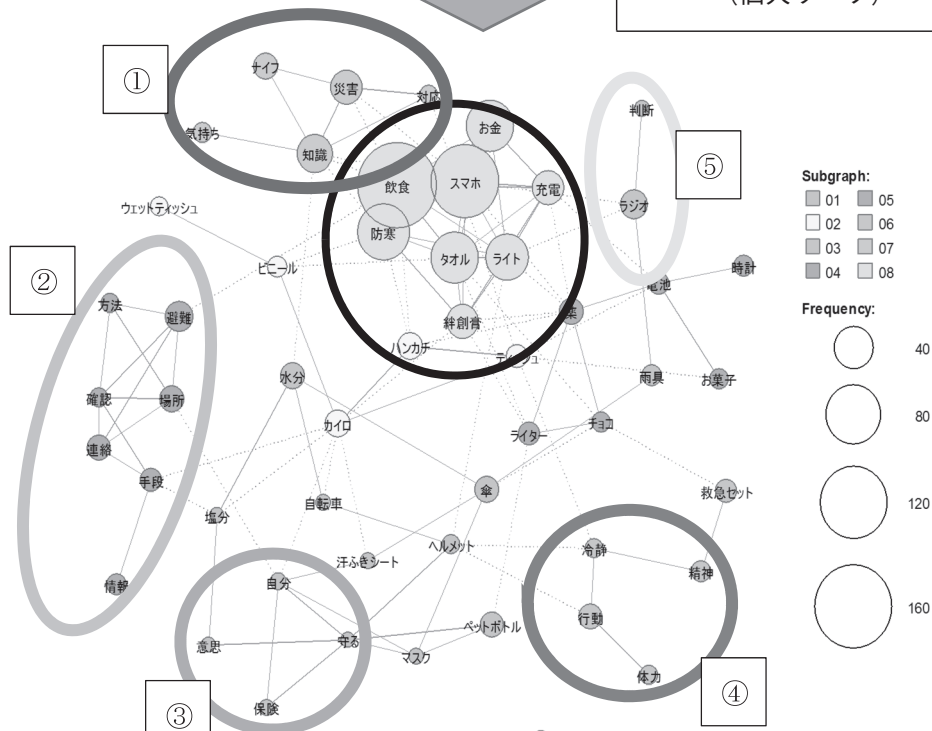 ①
ナイフ
災害
対応
気持ち
知識
お金
飲食
スマホ
充電
防寒
タオル
ライト
絆創膏
判断
ラジオ
⑤
ウェットティッシュ
ビニール
電池
時計
②
方法
避難
薬
ハンカチ
ティッシュ
水分
雨具
お菓子
確認
場所
カイロ
ライター
チョコ
連絡
手段
傘
救急セット
塩分
自転車
ヘルメット
冷静
汗ふきシート
精神
情報
自分
行動
ペットボトル
意思
守る
マスク
体力
保険
③
④
Subgraph:
01 05
02 06
03 07
04 08
Frequency:
40
80
120
160